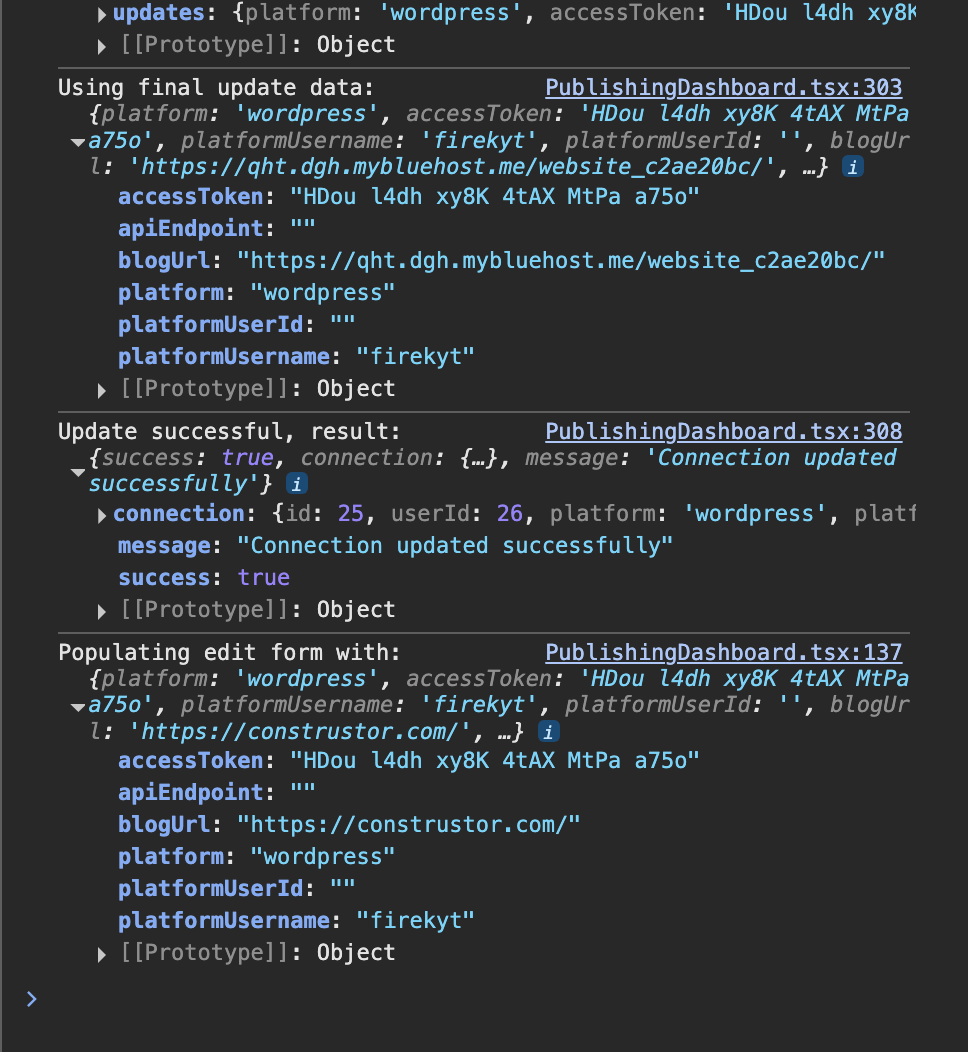 updates: {platform: 'wordpress', accessToken: 'HDou l4dh xy8K
[[Prototype]]: Object
Using final update data: PublishingDashboard.tsx:303
{platform: 'wordpress', accessToken: 'HDou l4dh xy8K 4tAX MtPa
a75o', platformUsername: 'firekyt', platformUserId: '', blogUr
l: 'https://qht.dgh.mybluehost.me/website_c2ae20bc/', …} i
accessToken: "HDou l4dh xy8K 4tAX MtPa a75o"
apiEndpoint: ""
blogUrl: "https://qht.dgh.mybluehost.me/website_c2ae20bc/"
platform: "wordpress"
platformUserId: ""
platformUsername: "firekyt"
[[Prototype]]: Object
Update successful, result: PublishingDashboard.tsx:308
{success: true, connection: {…}, message: 'Connection updated
successfully'} i
connection: {id: 25, userId: 26, platform: 'wordpress', platf
message: "Connection updated successfully"
success: true
[[Prototype]]: Object
Populating edit form with: PublishingDashboard.tsx:137
{platform: 'wordpress', accessToken: 'HDou l4dh xy8K 4tAX MtPa
a75o', platformUsername: 'firekyt', platformUserId: '', blogUr
l: 'https://construstor.com/', …} i
accessToken: "HDou l4dh xy8K 4tAX MtPa a75o"
apiEndpoint: ""
blogUrl: "https://construstor.com/"
platform: "wordpress"
platformUserId: ""
platformUsername: "firekyt"
[[Prototype]]: Object